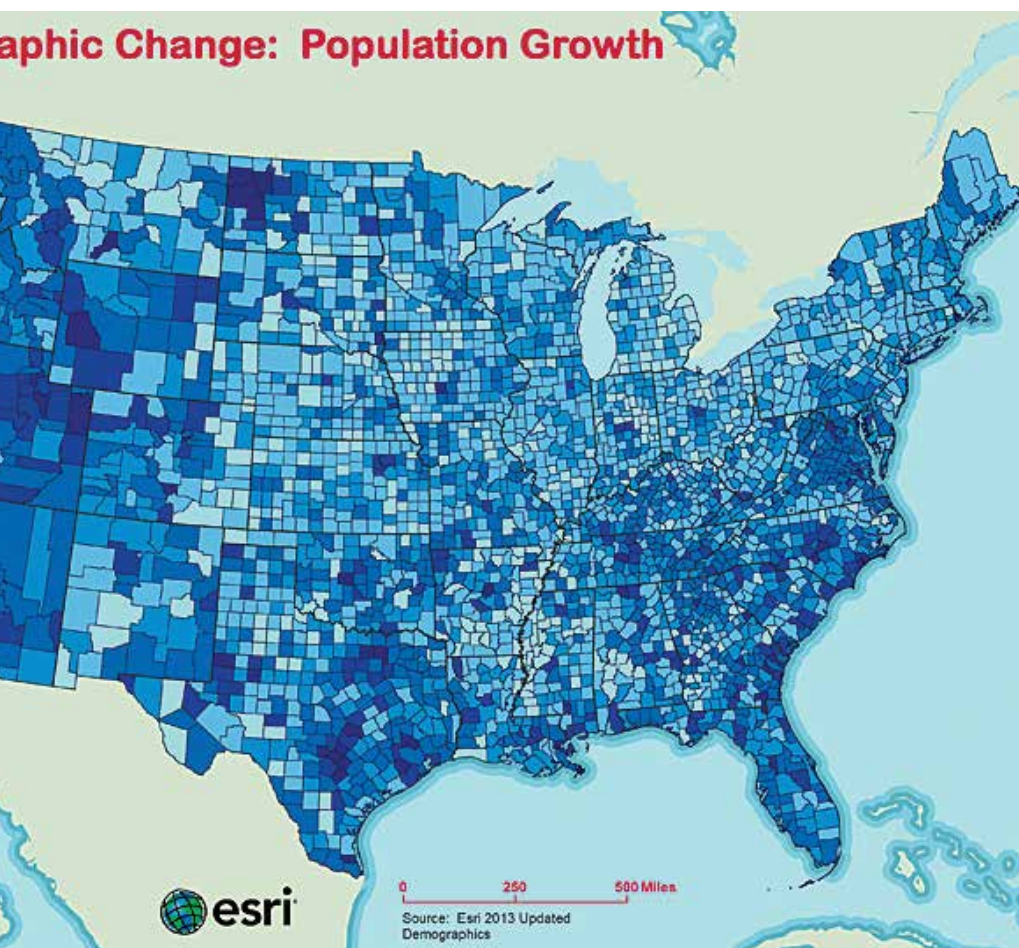 aphic Change:  Population Growth
esri
0 250 500 Miles
Source:  Esri 2013 Updated
Demographics